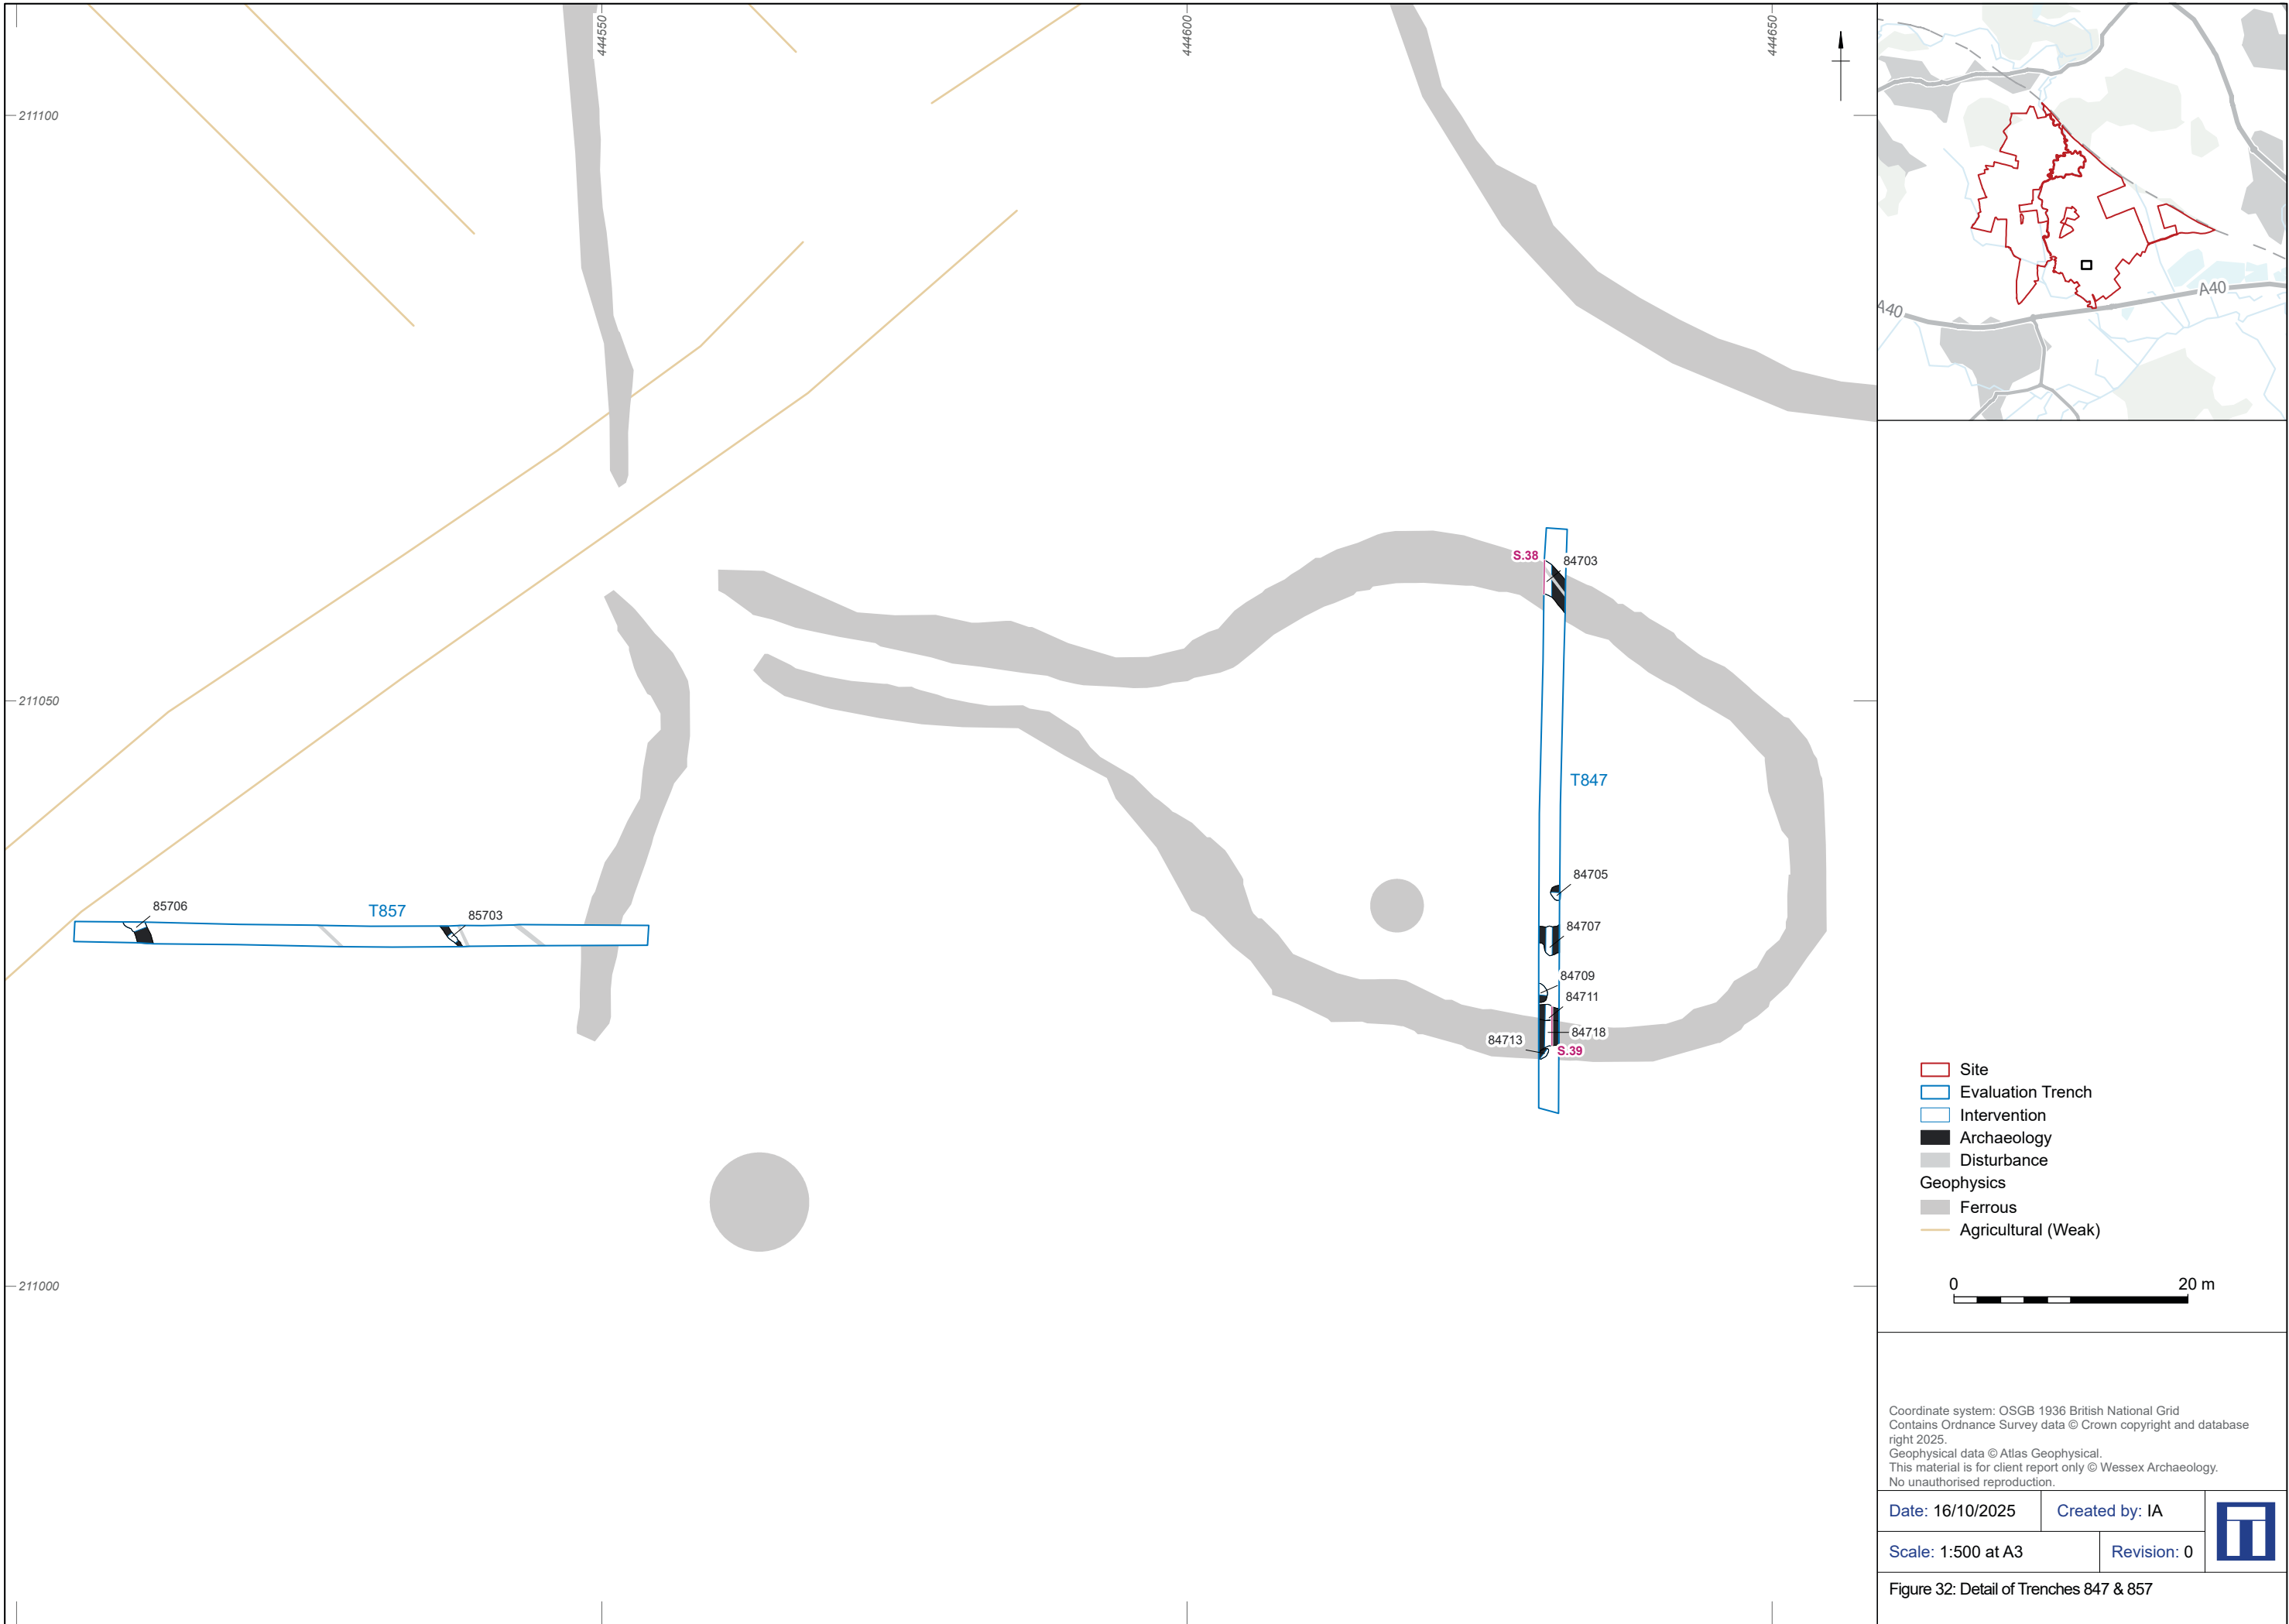 444550
444600
444650
211100
211050
211000
S.38
84703
T847
84705
84707
84709
84711
84718
84713
S.39
85706
T857
85703
A40
A40
Site
Evaluation Trench
Intervention
Archaeology
Disturbance
Geophysics
Ferrous
Agricultural (Weak)
0 20 m
Coordinate system: OSGB 1936 British National Grid
Contains Ordnance Survey data © Crown copyright and database
right 2025.
Geophysical data © Atlas Geophysical.
This material is for client report only © Wessex Archaeology.
No unauthorised reproduction.
Date: 16/10/2025 Created by: IA
Scale: 1:500 at A3 Revision: 0
Figure 32: Detail of Trenches 847 & 857